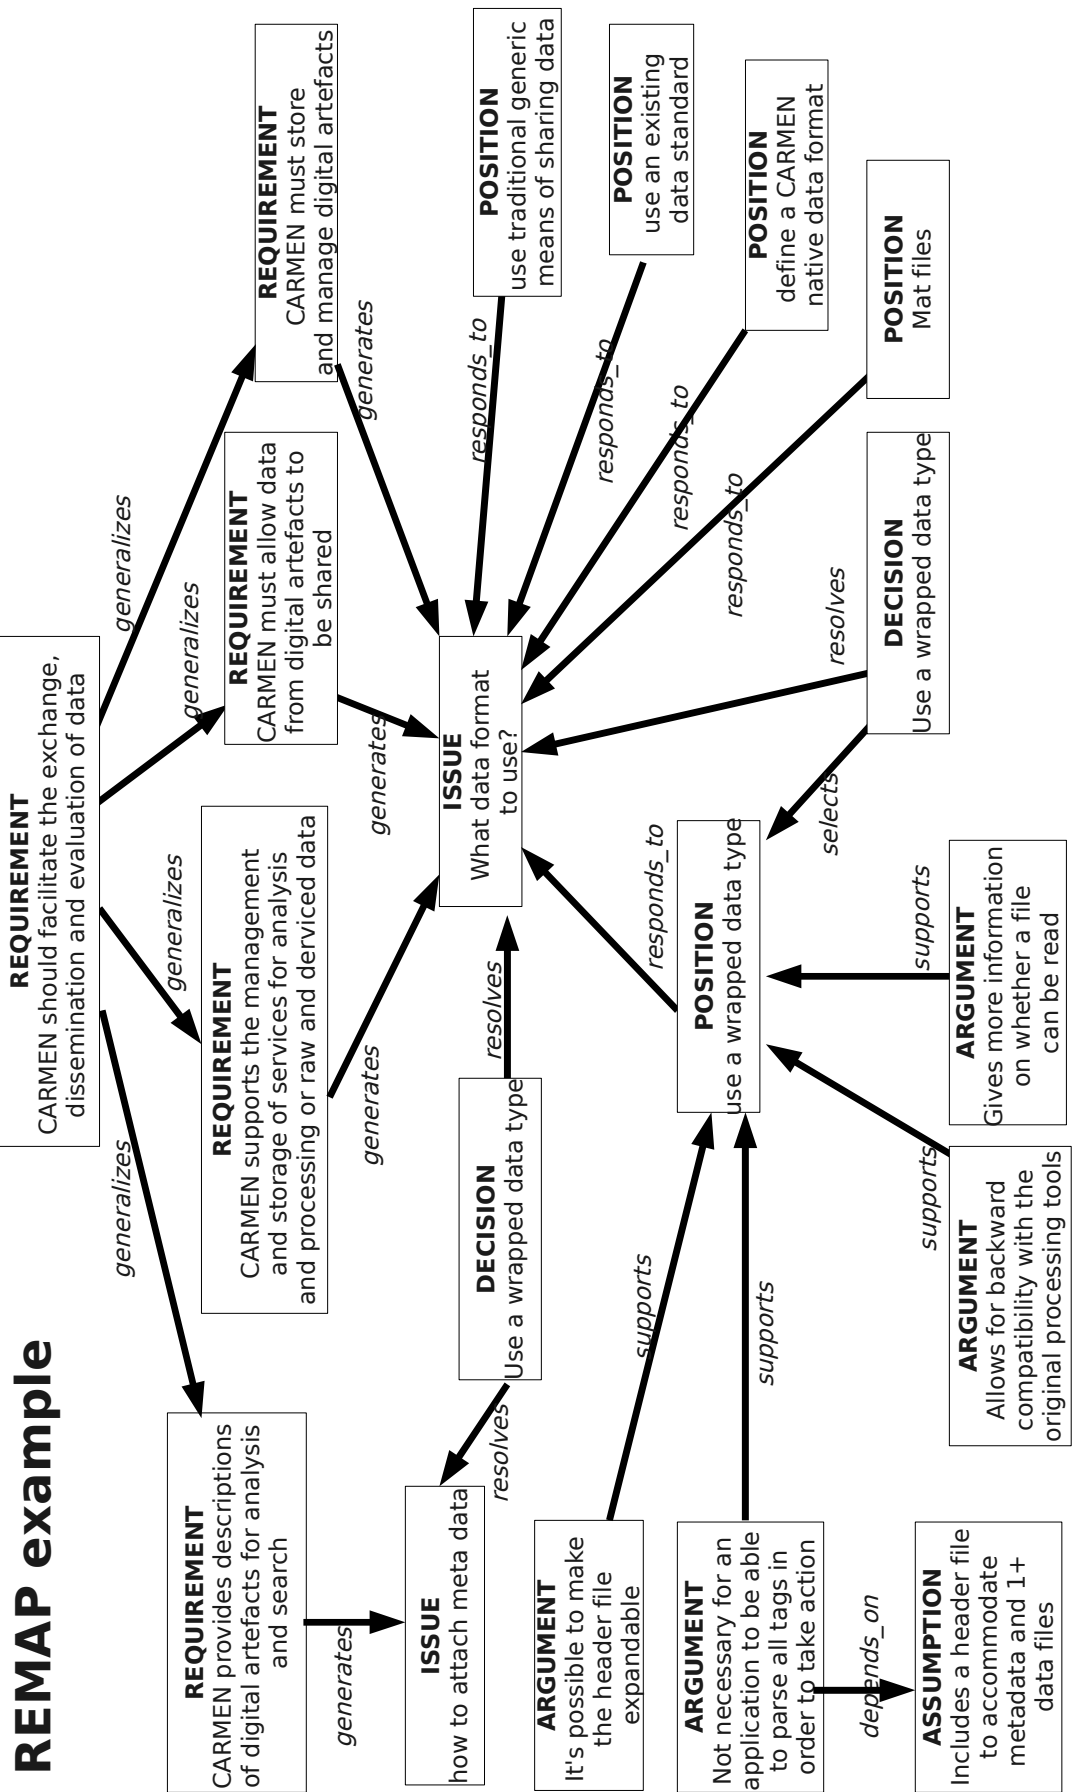 REMAP example
REQUIREMENT
CARMEN should facilitate the exchange,
dissemination and evaluation of data
generalizes
generalizes
generalizes
generalizes
REQUIREMENT
CARMEN provides descriptions
of digital artefacts for analysis
and search
REQUIREMENT
CARMEN supports the management
and storage of services for analysis
and processing or raw and derviced data
REQUIREMENT
CARMEN must allow data
from digital artefacts to
be shared
REQUIREMENT
CARMEN must store
and manage digital artefacts
generates
generates
generates
generates
ISSUE
how to attach meta data
resolves
DECISION
Use a wrapped data type
resolves
ISSUE
What data format
to use?
responds_to
POSITION
use traditional generic
means of sharing data
responds_to
POSITION
use an existing
data standard
responds_to
POSITION
define a CARMEN
native data format
responds_to
POSITION
Mat files
resolves
DECISION
Use a wrapped data type
selects
responds_to
POSITION
use a wrapped data type
ARGUMENT
It's possible to make
the header file
expandable
supports
ARGUMENT
Not necessary for an
application to be able
to parse all tags in
order to take action
supports
depends_on
ASSUMPTION
Includes a header file
to accommodate
metadata and 1+
data files
supports
ARGUMENT
Allows for backward
compatibility with the
original processing tools
supports
ARGUMENT
Gives more information
on whether a file
can be read